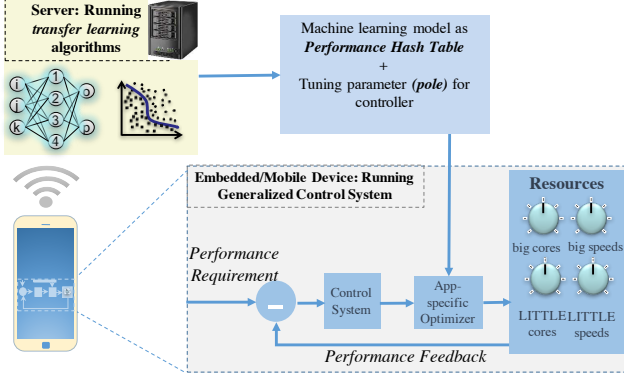 Server: Running
transfer learning
algorithms
i
j
k
1
2
3
4
o
p
Machine learning model as
Performance Hash Table
+
Tuning parameter (pole) for
controller
Embedded/Mobile Device: Running
Generalized Control System
Performance
Requirement
Control
System
App-
specific
Optimizer
Performance Feedback
Resources
big cores
big speeds
LITTLE
cores
LITTLE
speeds